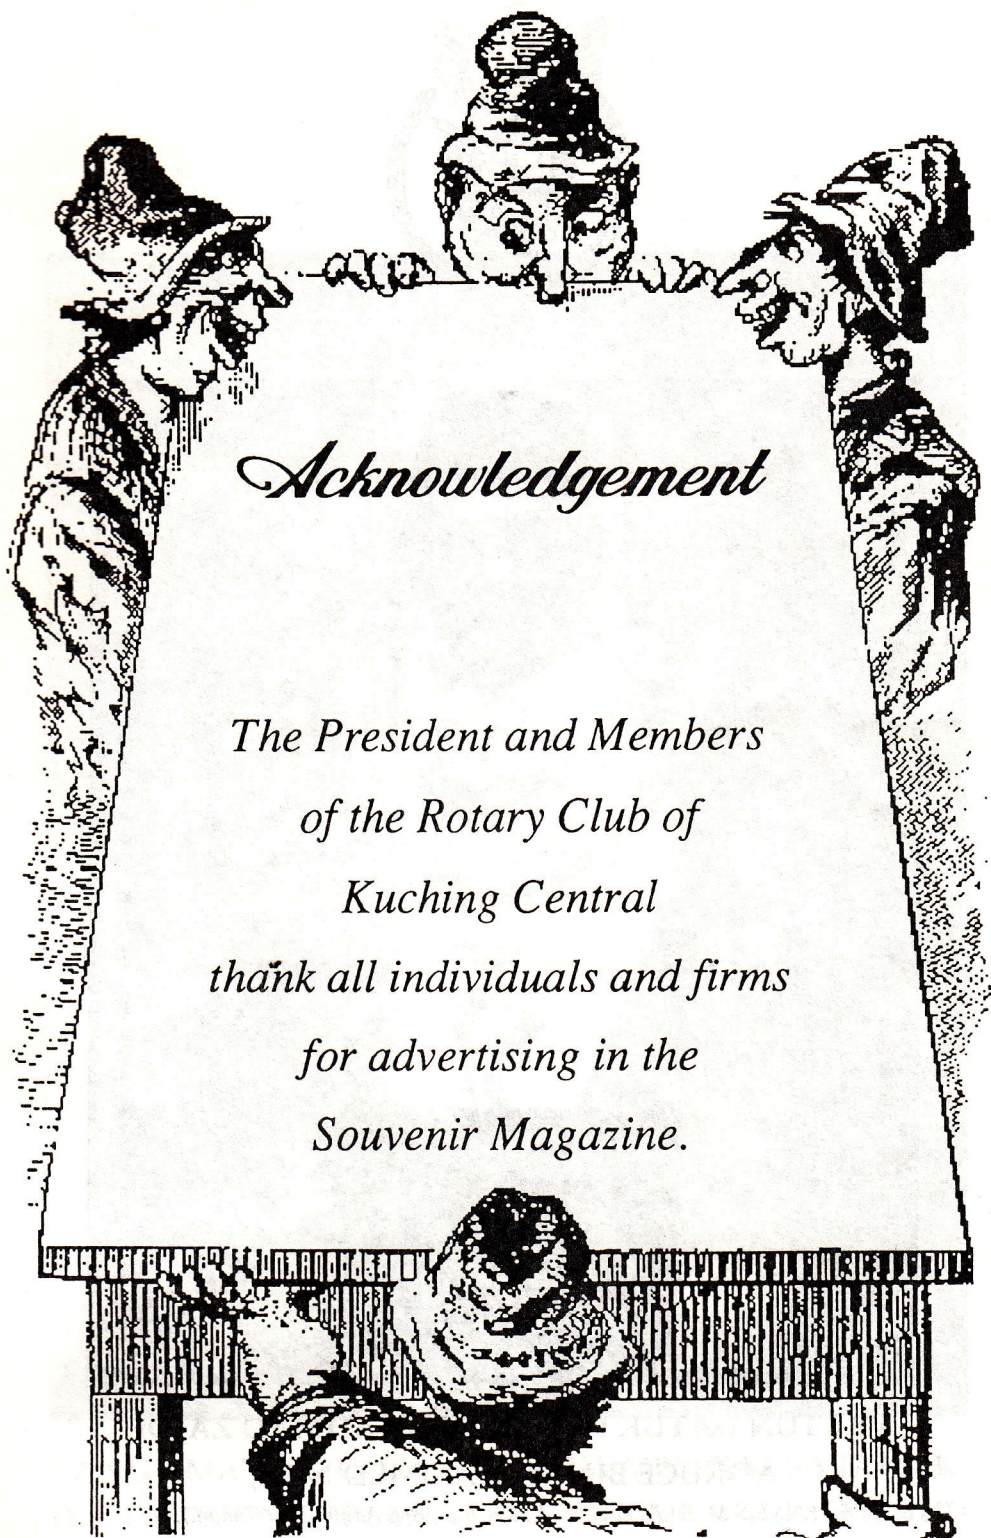 Acknowledgement
The President and Members
of the Rotary Club of
Kuching Central
thank all individuals and firms
for advertising in the
Souvenir Magazine.